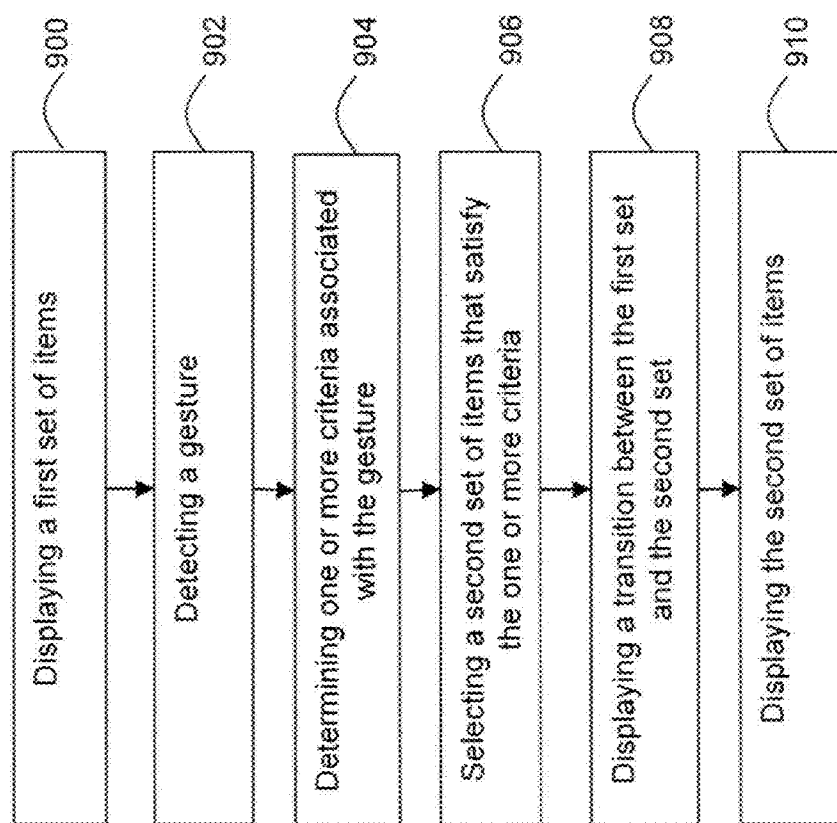 Displaying a first set of items
900
Detecting a gesture
902
Determining one or more criteria associated
with the gesture
904
Selecting a second set of items that satisfy
the one or more criteria
906
Displaying a transition between the first set
and the second set
908
Displaying the second set of items
910